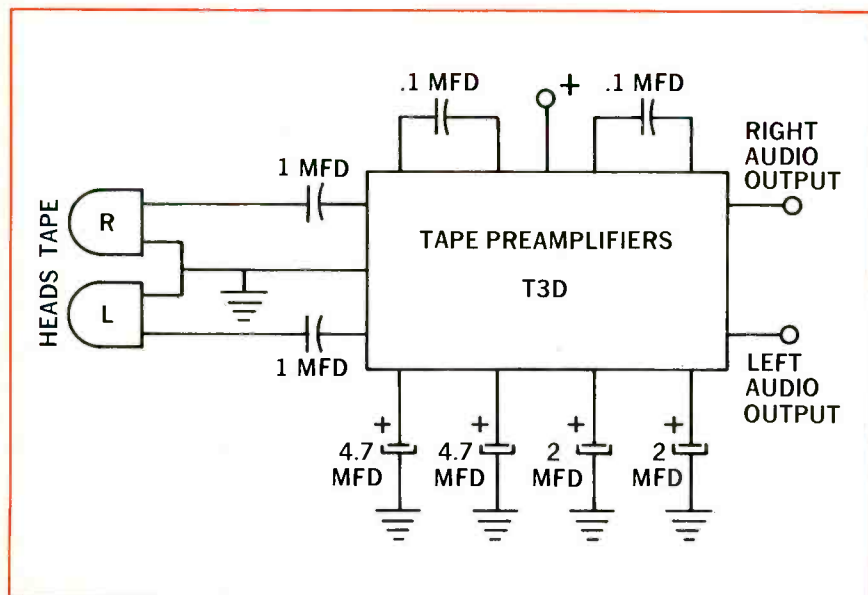 .1 MFD
+
.1 MFD
RIGHT
AUDIO
OUTPUT
1 MFD
R
HEADS TAPE
L
TAPE PREAMPLIFIERS
T3D
1 MFD
LEFT
AUDIO
OUTPUT
+
4.7
MFD
+
4.7
MFD
+
2
MFD
+
2
MFD